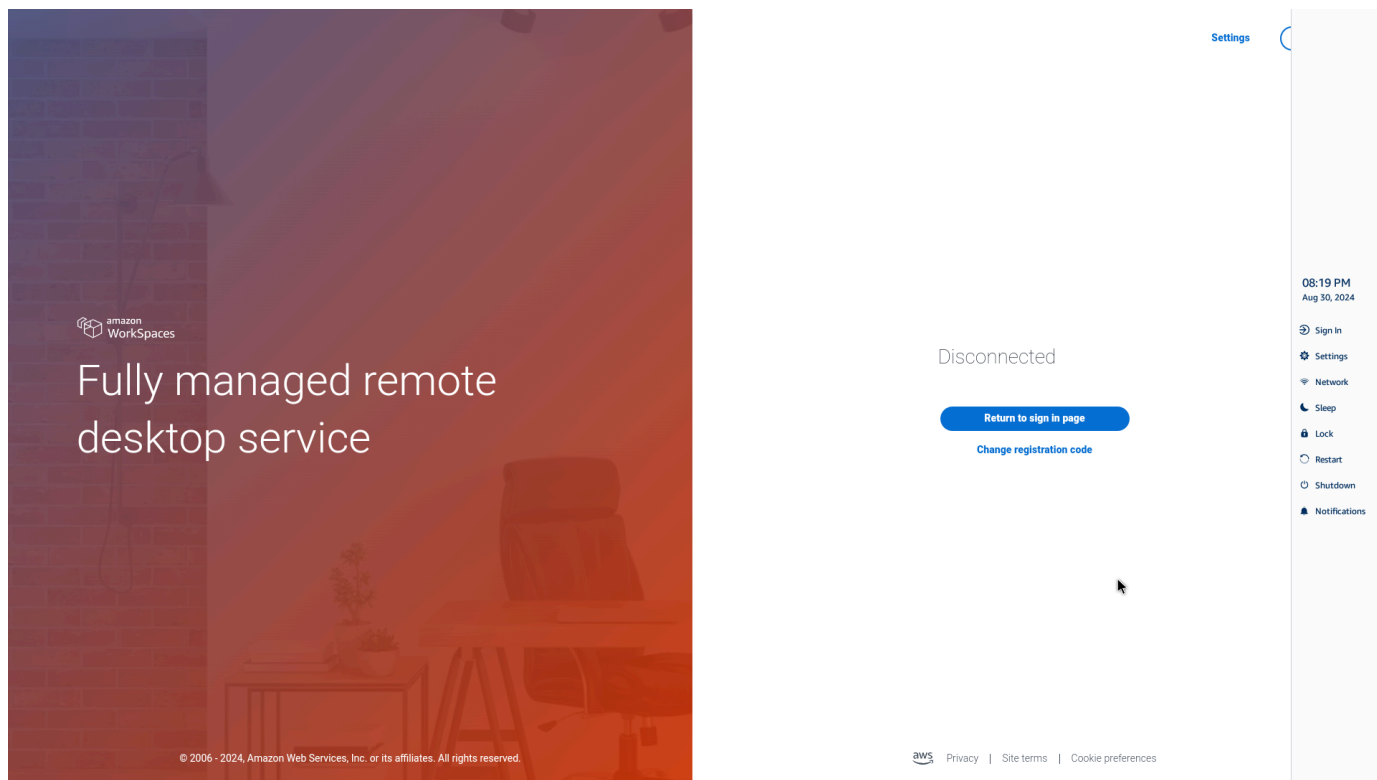 amazon
WorkSpaces
Fully managed remote
desktop service
© 2006 - 2024, Amazon Web Services, Inc. or its affiliates. All rights reserved.
Settings
Disconnected
Return to sign in page
Change registration code
aws Privacy | Site terms | Cookie preferences
08:19 PM
Aug 30, 2024
Sign In
Settings
Network
Sleep
Lock
Restart
Shutdown
Notifications